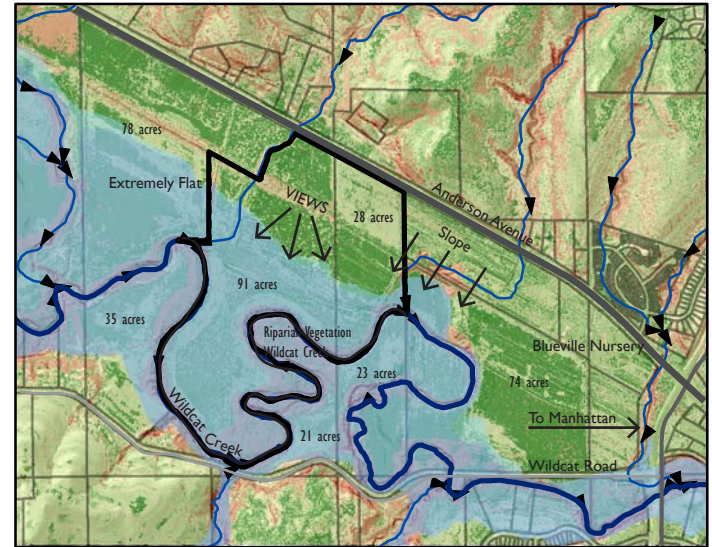 78 acres
Extremely Flat
VIEWS
28 acres
Anderson Avenue
Slope
91 acres
35 acres
Riparian Vegetation
Wildcat Creek
Blueville Nursery
23 acres
74 acres
Wildcat Creek
21 acres
To Manhattan
Wildcat Road